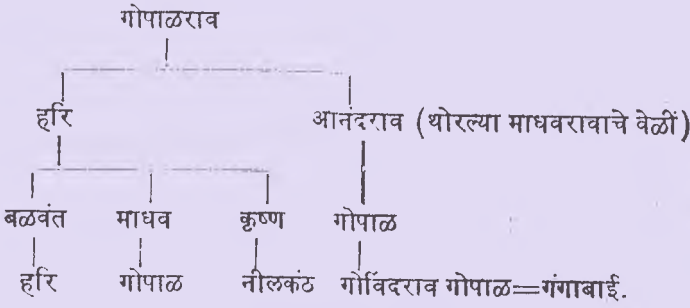 गोपाळराव
हरि आनंदराव (थोरल्या माधवरावाचे वेळीं)
बळवंत माधव कृष्ण गोपाळ
हरि गोपाळ नीलकंठ गोविंदराव गोपाळ=गंगाबाई.